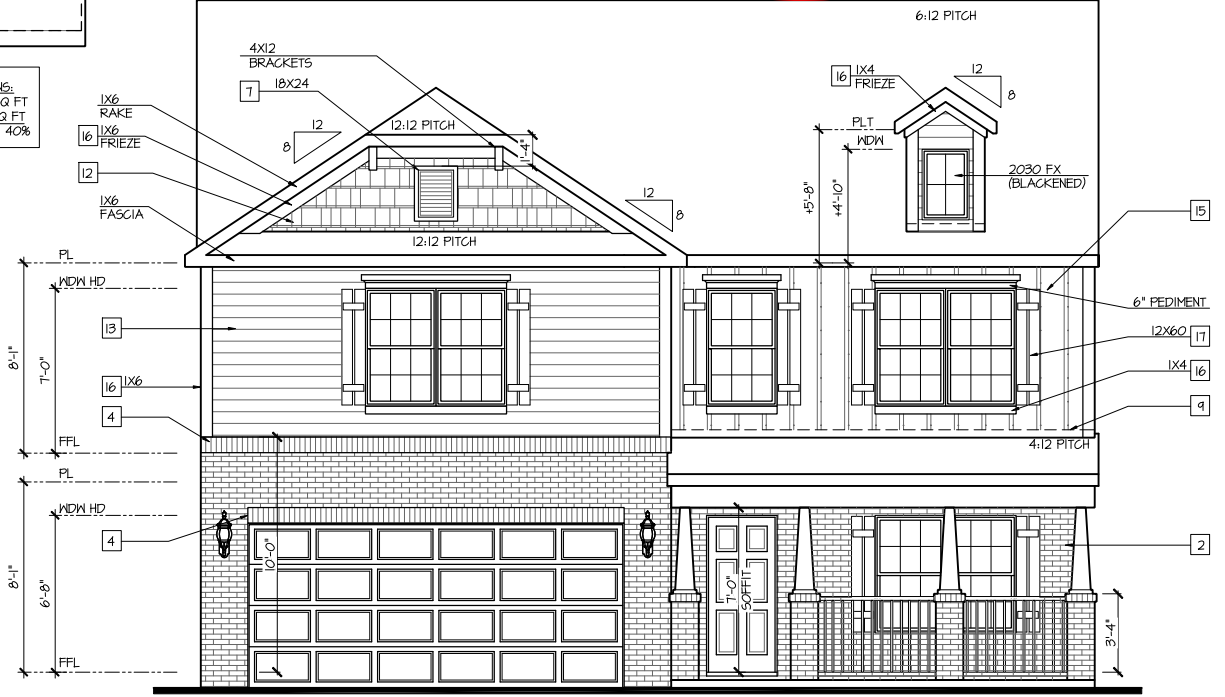 6:12 PITCH
NS:
Q FT
Q FT
40%
4X12
BRACKETS
7 18X24
16 1X4
FRIEZE
12
8
1X6
RAKE
16 1X6
FRIEZE
12
8
12:12 PITCH
1'-4"
PLT
WDW
2030 FX
(BLACKENED)
12
1X6
FASCIA
12
8
+5'-8"
+4'-10"
15
12:12 PITCH
PL
WDW HD
6" PEDIMENT
13
12X60 17
8'-1"
7'-0"
16 1X6
1X4 16
4
9
FFL
4:12 PITCH
PL
WDW HD
4
2
10'-0"
8'-1"
6'-8"
7'-0"
SOFFIT
3'-4"
FFL